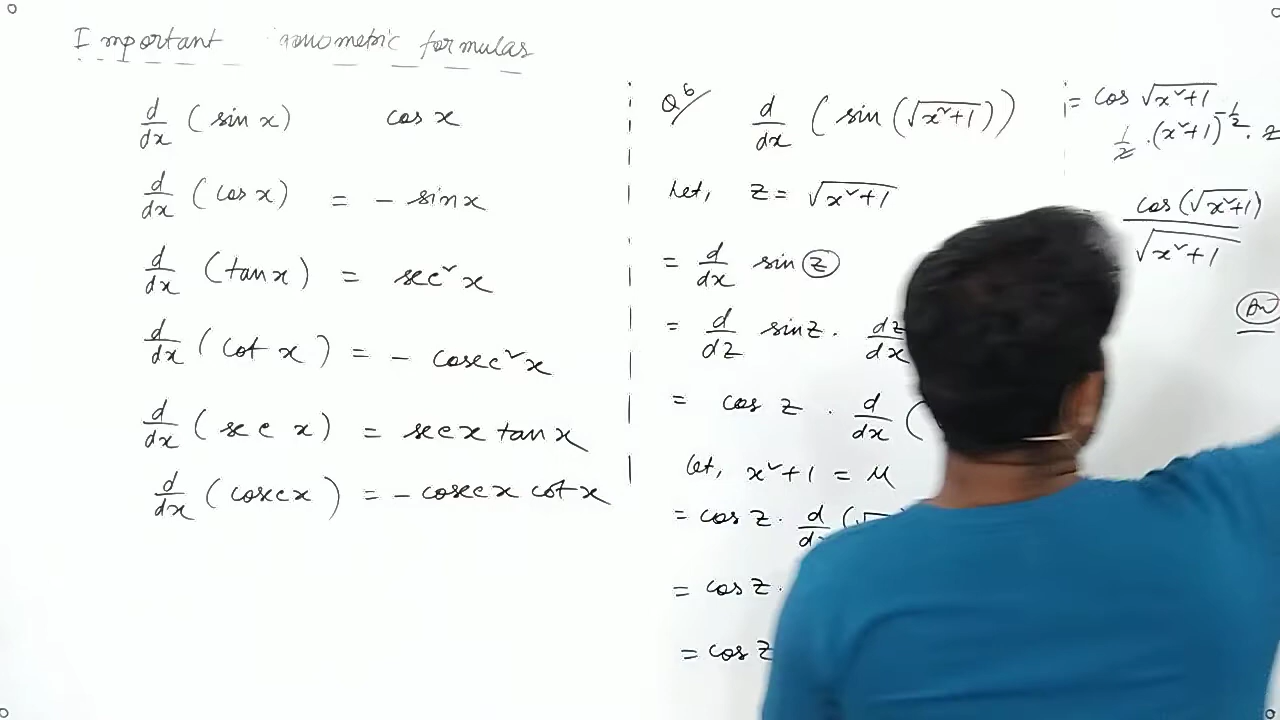 Important formulas
d/dx (sin x) cos x
d/dx (cos x) = - sin x
d/dx (tan x) = sec²x
d/dx (cot x) = - cosec²x
d/dx (sec x) = sec x tan x
d/dx (cosec x) = - cosec x cot x
Q6/ d/dx (sin (√x²+1))
Let, z = √x²+1
= d/dx sin z
= d/dz sin z . dz/dx
= cos z . d/dx (
Let, x²+1 = u
= cos z . d/dx (√
= cos z .
= cos z
= cos √x²+1
1/2 . (x²+1)^-1/2 . 2
cos (√x²+1) / √x²+1